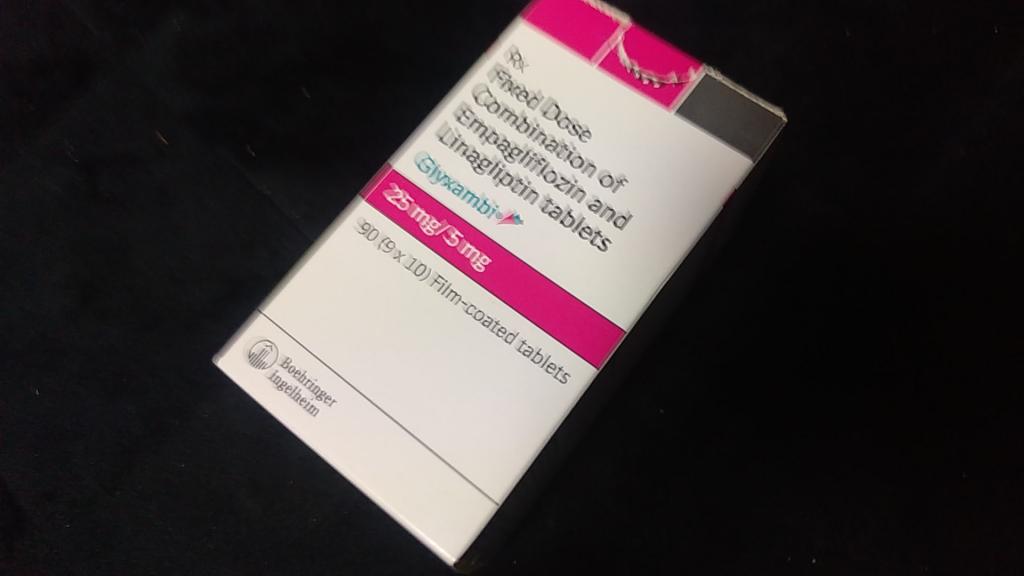 Rx
Fixed Dose
Combination of
Empagliflozin and
Linagliptin tablets
Glyxambi®
25 mg/5 mg
90 (9 x 10) Film-coated tablets
Boehringer
Ingelheim